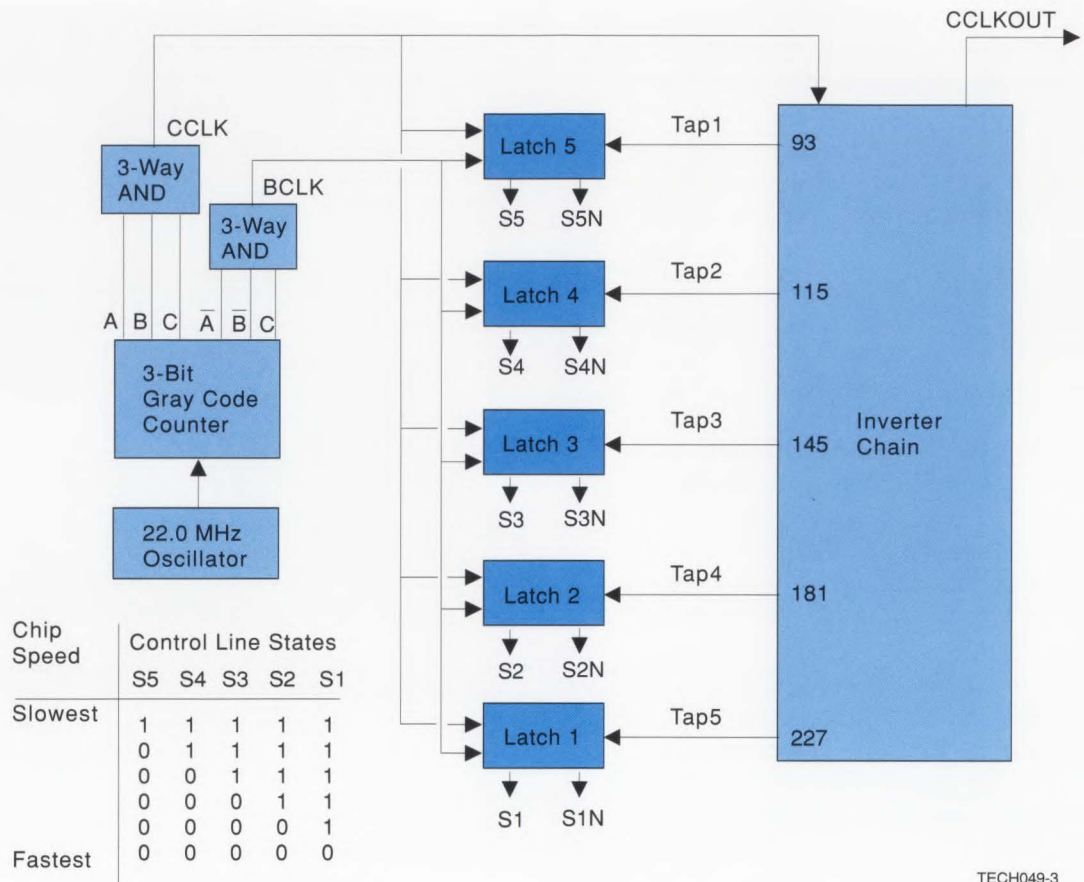 CCLKOUT
CCLK
3-Way
AND
BCLK
3-Way
AND
A B C A̅ B̅ C
3-Bit
Gray Code
Counter
22.0 MHz
Oscillator
Latch 5
S5 S5N
Tap1
93
Latch 4
S4 S4N
Tap2
115
Latch 3
S3 S3N
Tap3
145
Inverter
Chain
Latch 2
S2 S2N
Tap4
181
Latch 1
S1 S1N
Tap5
227
Chip
Speed
Control Line States
S5 S4 S3 S2 S1
Slowest
1 1 1 1 1
0 1 1 1 1
0 0 1 1 1
0 0 0 1 1
0 0 0 0 1
Fastest
0 0 0 0 0
TECH049-3